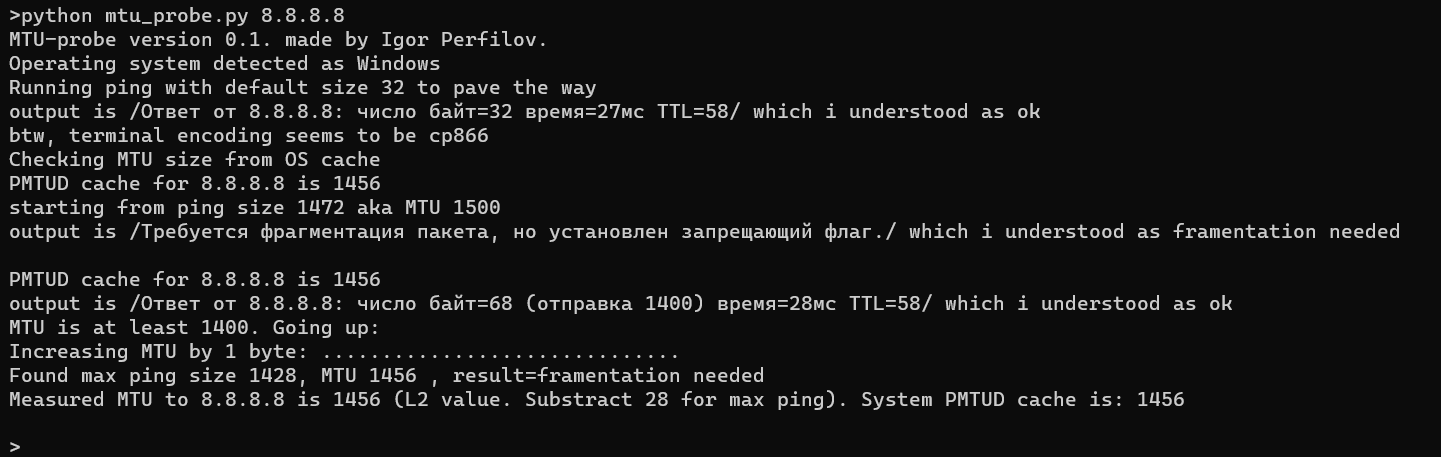 >python mtu_probe.py 8.8.8.8
MTU-probe version 0.1. made by Igor Perfilov.
Operating system detected as Windows
Running ping with default size 32 to pave the way
output is /Ответ от 8.8.8.8: число байт=32 время=27мс TTL=58/ which i understood as ok
btw, terminal encoding seems to be cp866
Checking MTU size from OS cache
PMTUD cache for 8.8.8.8 is 1456
starting from ping size 1472 aka MTU 1500
output is /Требуется фрагментация пакета, но установлен запрещающий флаг./ which i understood as framentation needed
PMTUD cache for 8.8.8.8 is 1456
output is /Ответ от 8.8.8.8: число байт=68 (отправка 1400) время=28мс TTL=58/ which i understood as ok
MTU is at least 1400. Going up:
Increasing MTU by 1 byte: ..............................
Found max ping size 1428, MTU 1456 , result=framentation needed
Measured MTU to 8.8.8.8 is 1456 (L2 value. Substract 28 for max ping). System PMTUD cache is: 1456
>